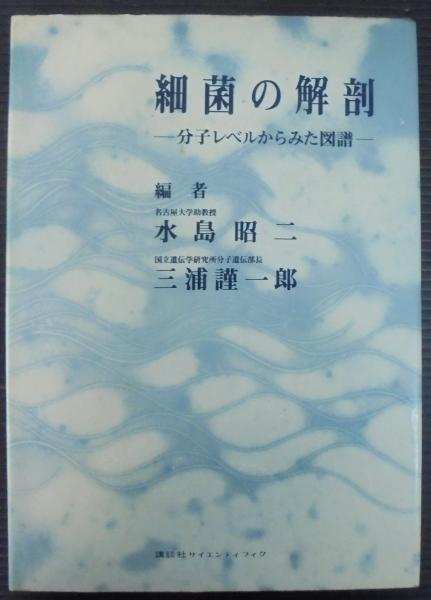 細菌の解剖
―分子レベルからみた図譜―
編者
名古屋大学助教授
水島昭二
国立遺伝学研究所分子遺伝部長
三浦謹一郎
講談社サイエンティフィク